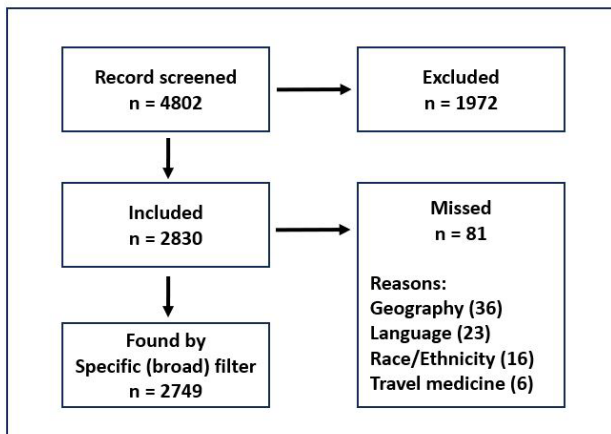 Record screened
n = 4802
Excluded
n = 1972
Included
n = 2830
Missed
n = 81
Reasons:
Geography (36)
Language (23)
Race/Ethnicity (16)
Travel medicine (6)
Found by
Specific (broad) filter
n = 2749